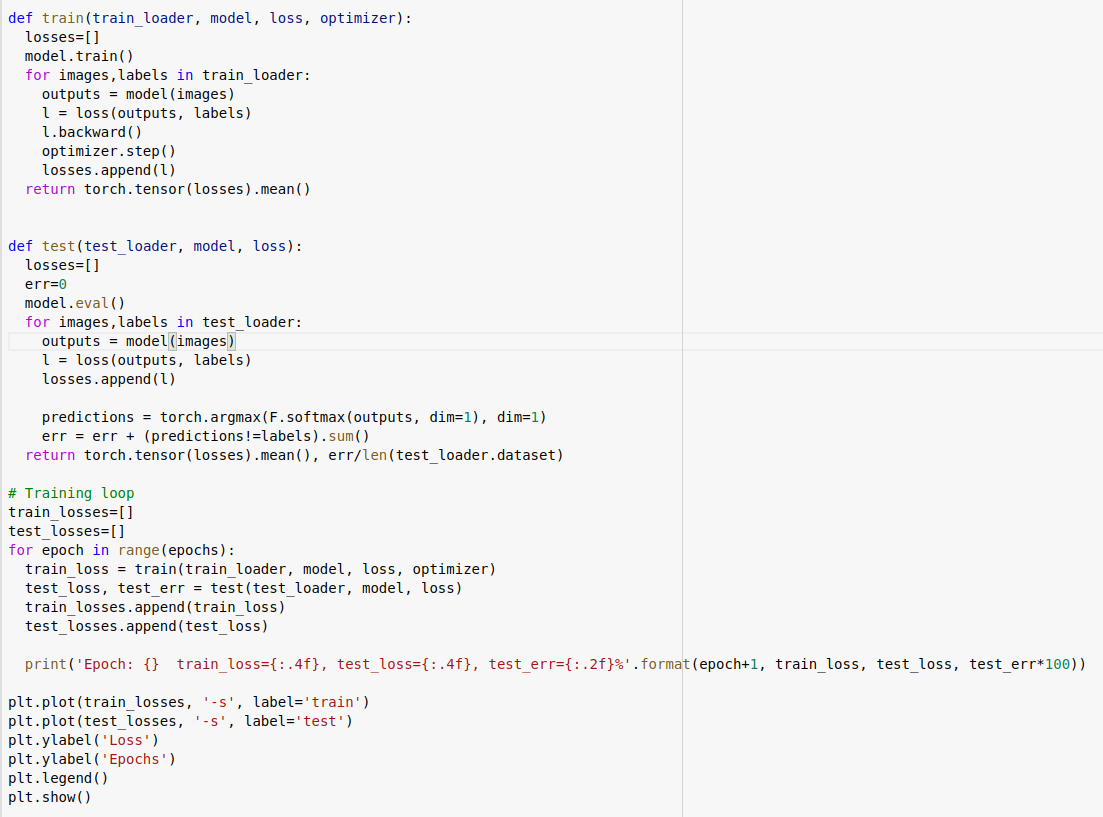 def train(train_loader, model, loss, optimizer):
  losses=[]
  model.train()
  for images,labels in train_loader:
    outputs = model(images)
    l = loss(outputs, labels)
    l.backward()
    optimizer.step()
    losses.append(l)
  return torch.tensor(losses).mean()
def test(test_loader, model, loss):
  losses=[]
  err=0
  model.eval()
  for images,labels in test_loader:
    outputs = model(images)
    l = loss(outputs, labels)
    losses.append(l)
    predictions = torch.argmax(F.softmax(outputs, dim=1), dim=1)
    err = err + (predictions!=labels).sum()
  return torch.tensor(losses).mean(), err/len(test_loader.dataset)
# Training loop
train_losses=[]
test_losses=[]
for epoch in range(epochs):
  train_loss = train(train_loader, model, loss, optimizer)
  test_loss, test_err = test(test_loader, model, loss)
  train_losses.append(train_loss)
  test_losses.append(test_loss)
  print('Epoch: {}  train_loss={:.4f}, test_loss={:.4f}, test_err={:.2f}%'.format(epoch+1, train_loss, test_loss, test_err*100))
plt.plot(train_losses, '-s', label='train')
plt.plot(test_losses, '-s', label='test')
plt.ylabel('Loss')
plt.ylabel('Epochs')
plt.legend()
plt.show()